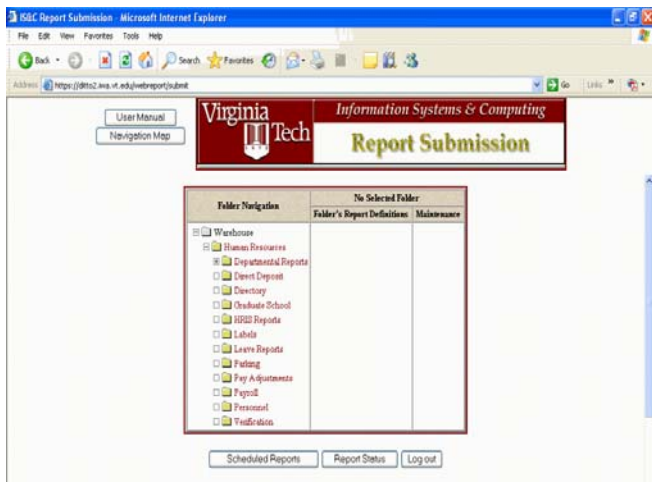 IS&C Report Submission - Microsoft Internet Explorer
File Edit View Favorites Tools Help
Back Search Favorites
Address https://ditto2.iwa.vt.edu/webreport/submit Go Links »
User Manual
Navigation Map
Virginia Tech
Information Systems & Computing
Report Submission
Folder Navigation
No Selected Folder
Folder's Report Definitions Maintenance
Warehouse
Human Resources
Departmental Reports
Direct Deposit
Directory
Graduate School
HRIS Reports
Labels
Leave Reports
Parking
Pay Adjustments
Payroll
Personnel
Verification
Scheduled Reports Report Status Log out